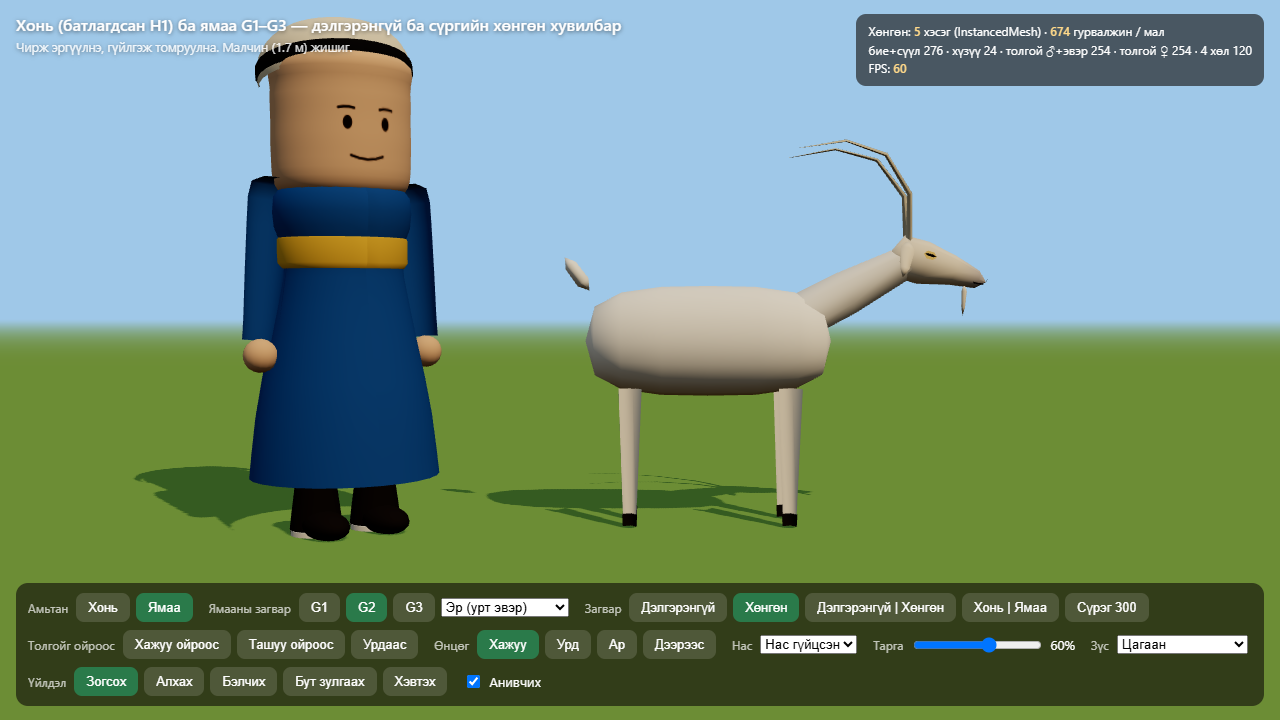 Хонь (батлагдсан H1) ба ямаа G1–G3 — дэлгэрэнгүй ба сүргийн хөнгөн хувилбар
Чирж эргүүлнэ, гүйлгэж томруулна. Малчин (1.7 м) жишиг.
Хөнгөн: 5 хэсэг (InstancedMesh) · 674 гурвалжин / мал
бие+сүүл 276 · хүзүү 24 · толгой ♂+эвэр 254 · толгой ♀ 254 · 4 хөл 120
FPS: 60
Амьтан Хонь Ямаа Ямааны загвар G1 G2 G3 Эр (урт эвэр) Загвар Дэлгэрэнгүй Хөнгөн Дэлгэрэнгүй | Хөнгөн Хонь | Ямаа Сүрэг 300
Толгойг ойроос Хажуу ойроос Ташуу ойроос Урдаас Өнцөг Хажуу Урд Ар Дээрээс Нас Нас гүйцсэн Тарга 60% Зүс Цагаан
Үйлдэл Зогсох Алхах Бэлчих Бут зулгаах Хэвтэх Анивчих